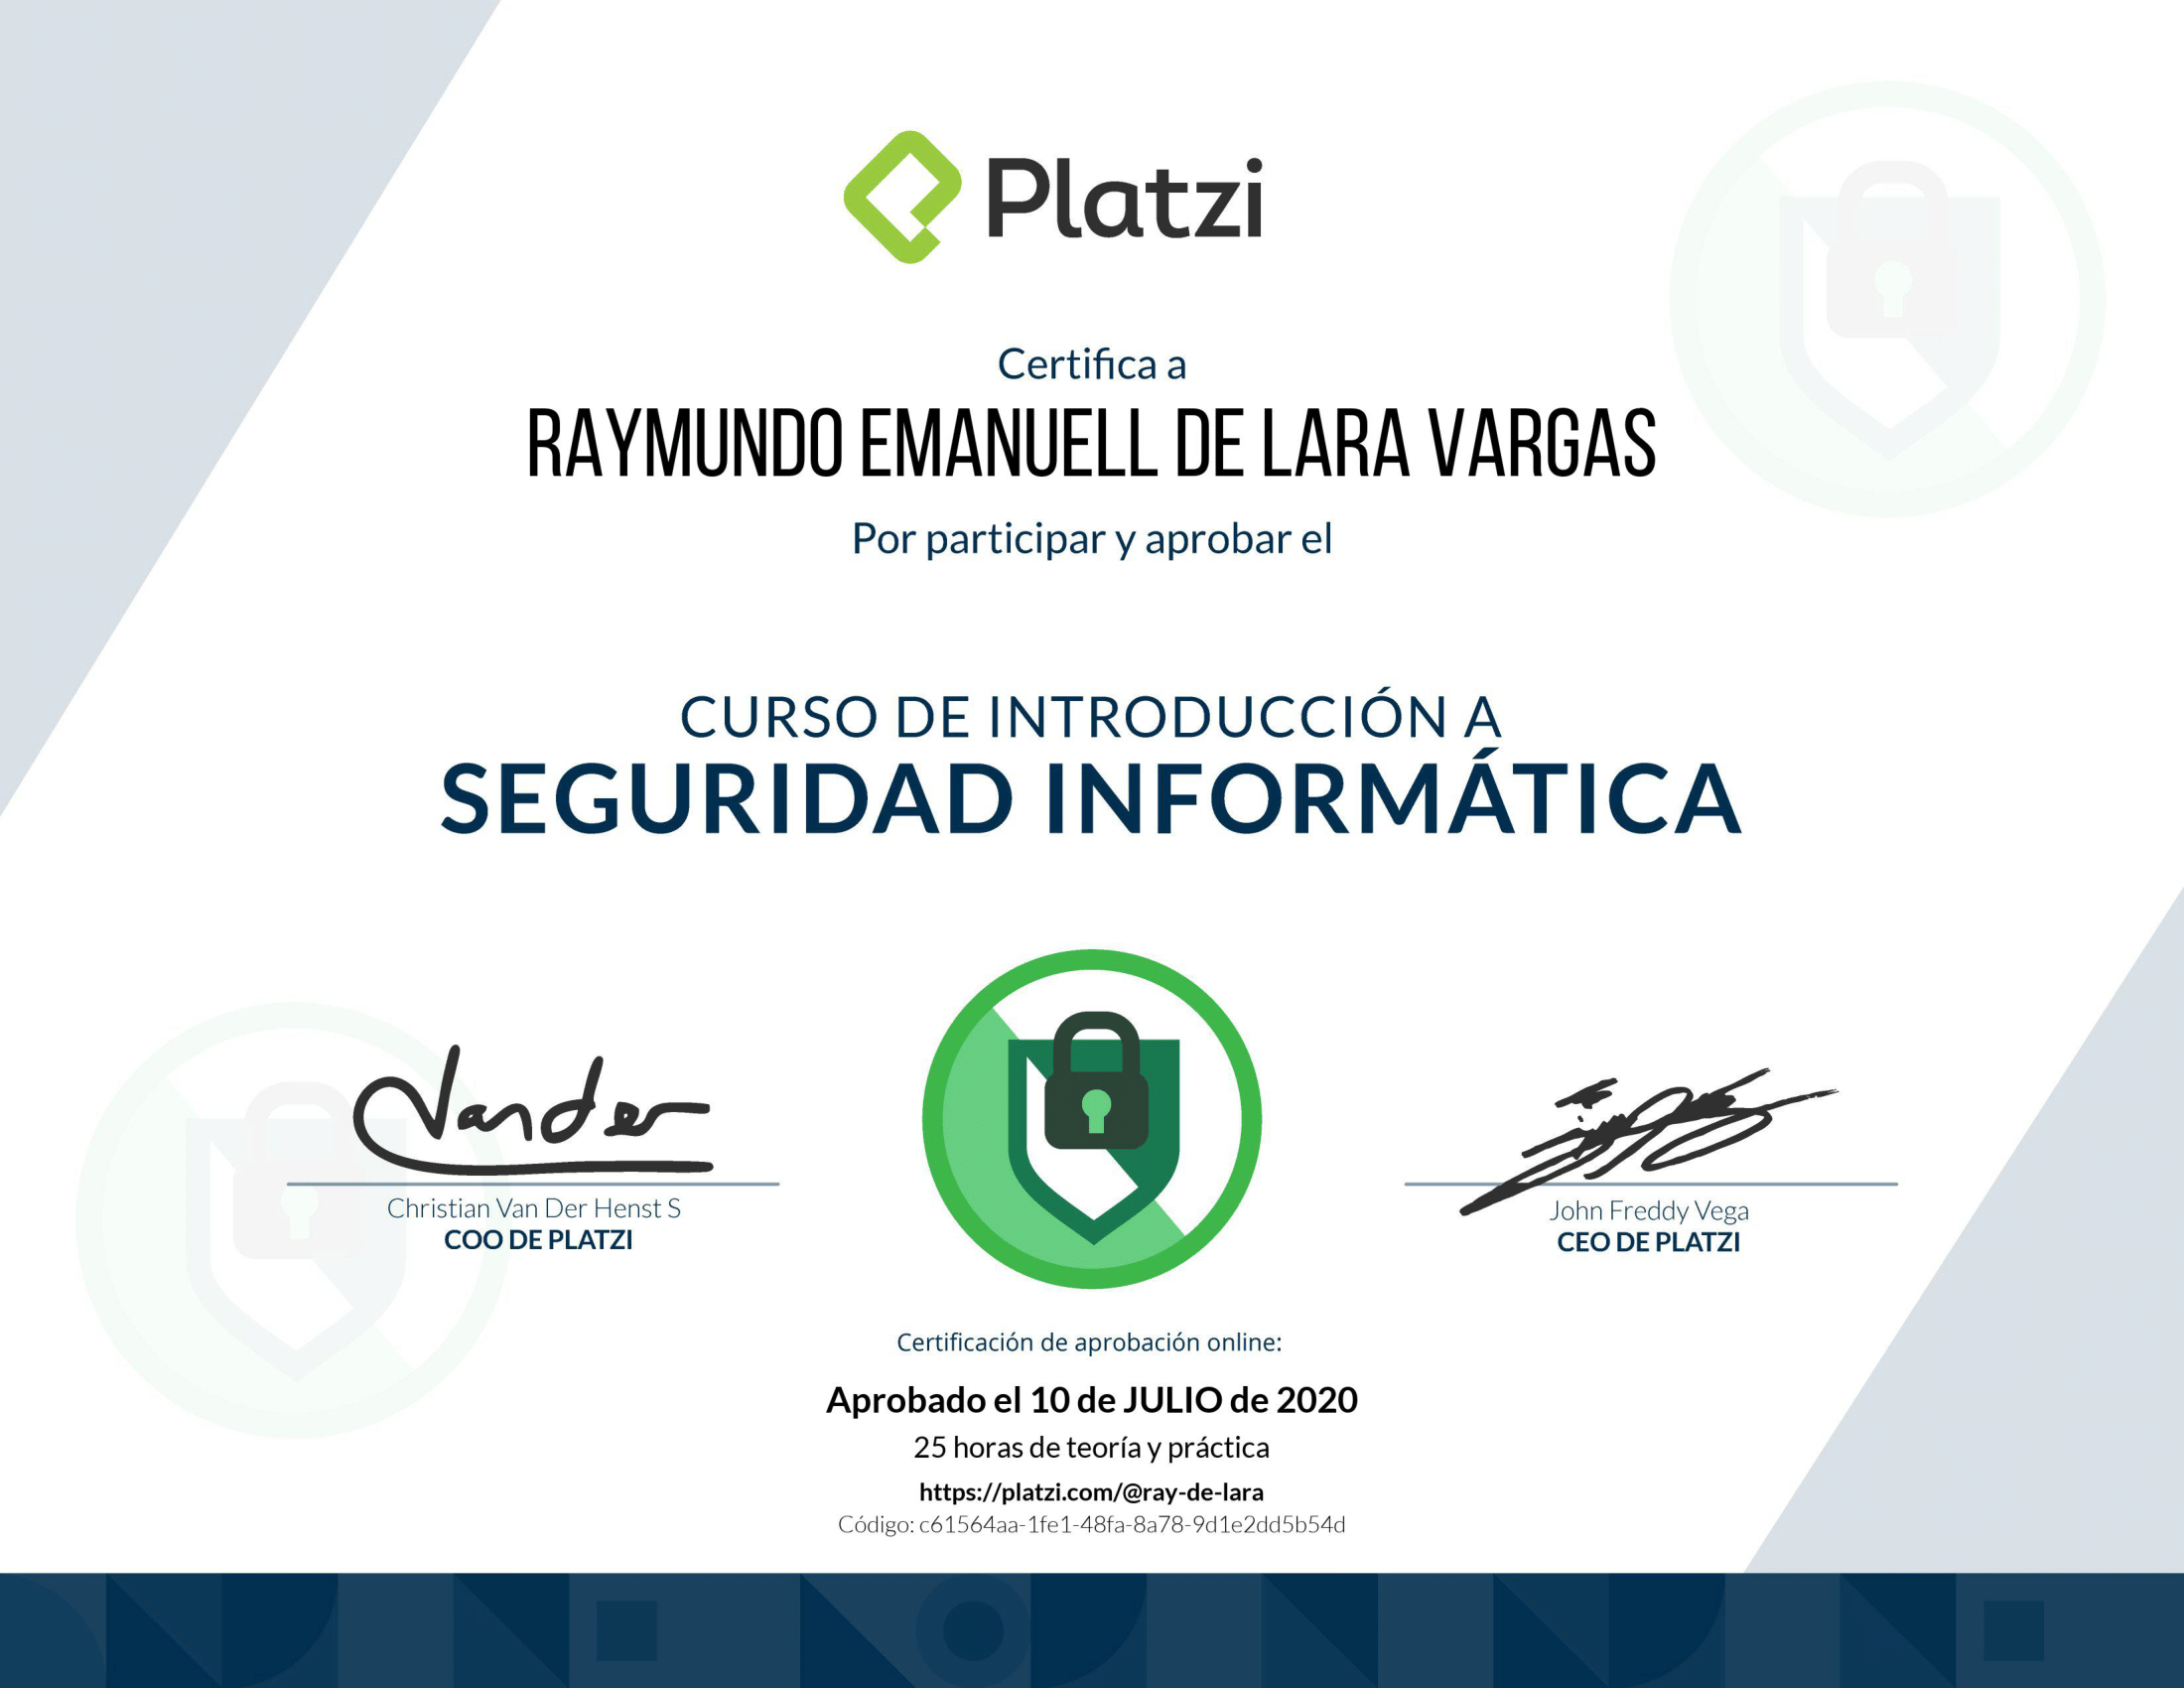 Platzi
Certifica a
RAYMUNDO EMANUELL DE LARA VARGAS
Por participar y aprobar el
CURSO DE INTRODUCCIÓN A
SEGURIDAD INFORMÁTICA
Vander
Christian Van Der Henst S
COO DE PLATZI
John Freddy Vega
CEO DE PLATZI
Certificación de aprobación online:
Aprobado el 10 de JULIO de 2020
25 horas de teoría y práctica
https://platzi.com/@ray-de-lara
Código: c61564aa-1fe1-48fa-8a78-9d1e2dd5b54d